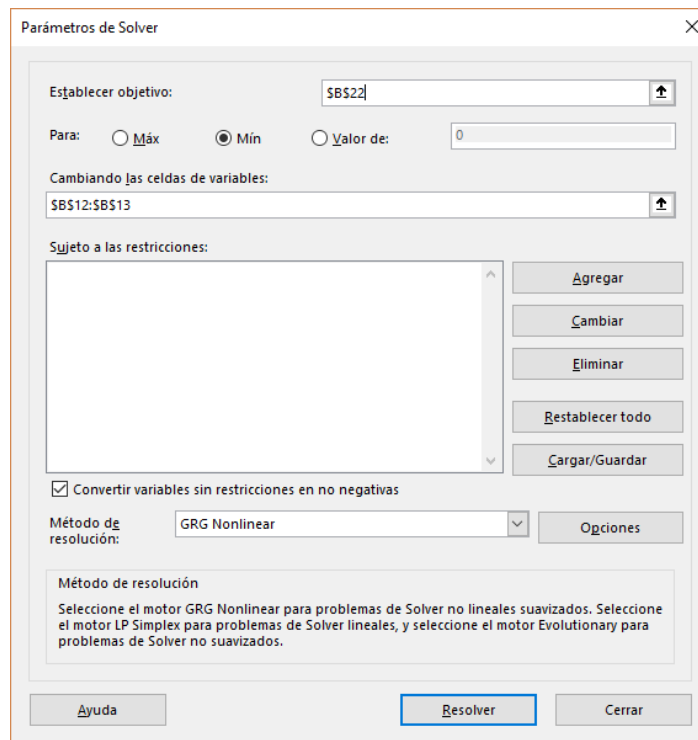 Parámetros de Solver
Establecer objetivo:
$B$22
Para:
Máx
Mín
Valor de:
0
Cambiando las celdas de variables:
$B$12:$B$13
Sujeto a las restricciones:
Agregar
Cambiar
Eliminar
Restablecer todo
Cargar/Guardar
Convertir variables sin restricciones en no negativas
Método de
resolución:
GRG Nonlinear
Opciones
Método de resolución
Seleccione el motor GRG Nonlinear para problemas de Solver no lineales suavizados. Seleccione
el motor LP Simplex para problemas de Solver lineales, y seleccione el motor Evolutionary para
problemas de Solver no suavizados.
Ayuda
Resolver
Cerrar